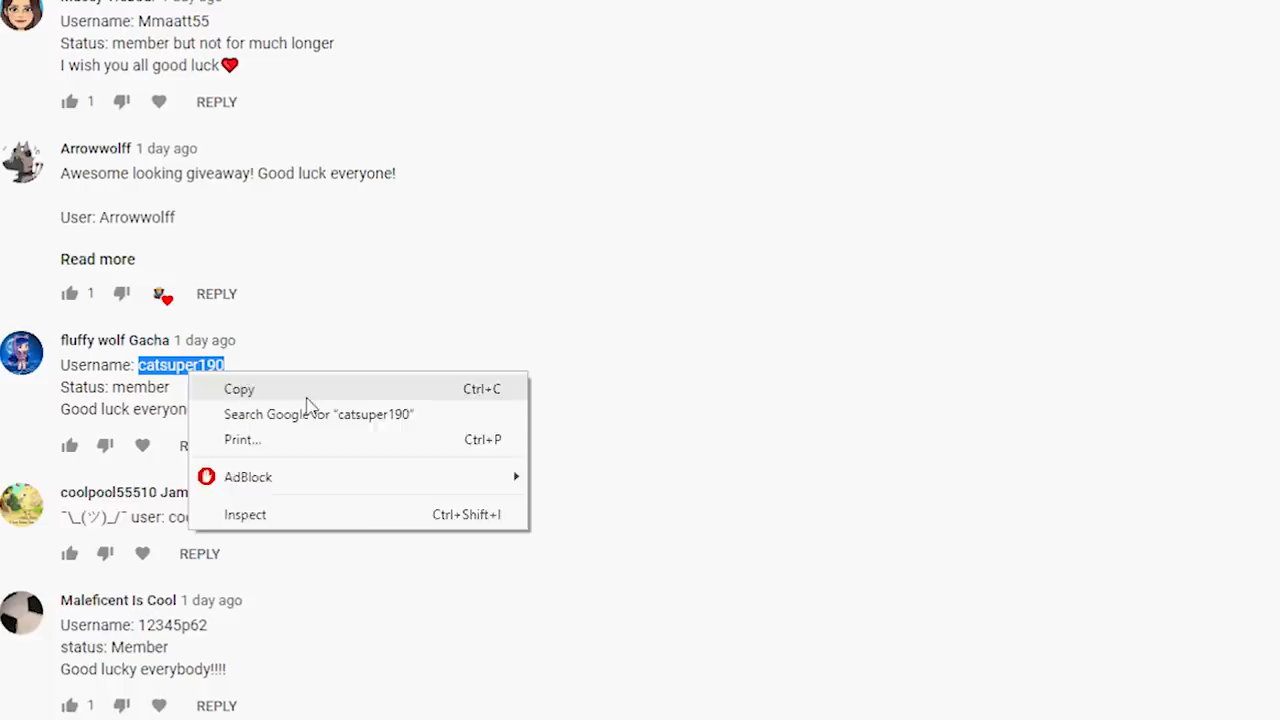 Username: Mmaatt55
Status: member but not for much longer
I wish you all good luck❤
1 REPLY
Arrowwolff 1 day ago
Awesome looking giveaway! Good luck everyone!
User: Arrowwolff
Read more
1 REPLY
fluffy wolf Gacha 1 day ago
Username: catsuper190
Status: member
Good luck everyon
Copy Ctrl+C
Search Google for "catsuper190"
Print... Ctrl+P
AdBlock
Inspect Ctrl+Shift+I
coolpool55510 Jam
¯\_(ツ)_/¯ user: coo
REPLY
Maleficent Is Cool 1 day ago
Username: 12345p62
status: Member
Good lucky everybody!!!!
1 REPLY